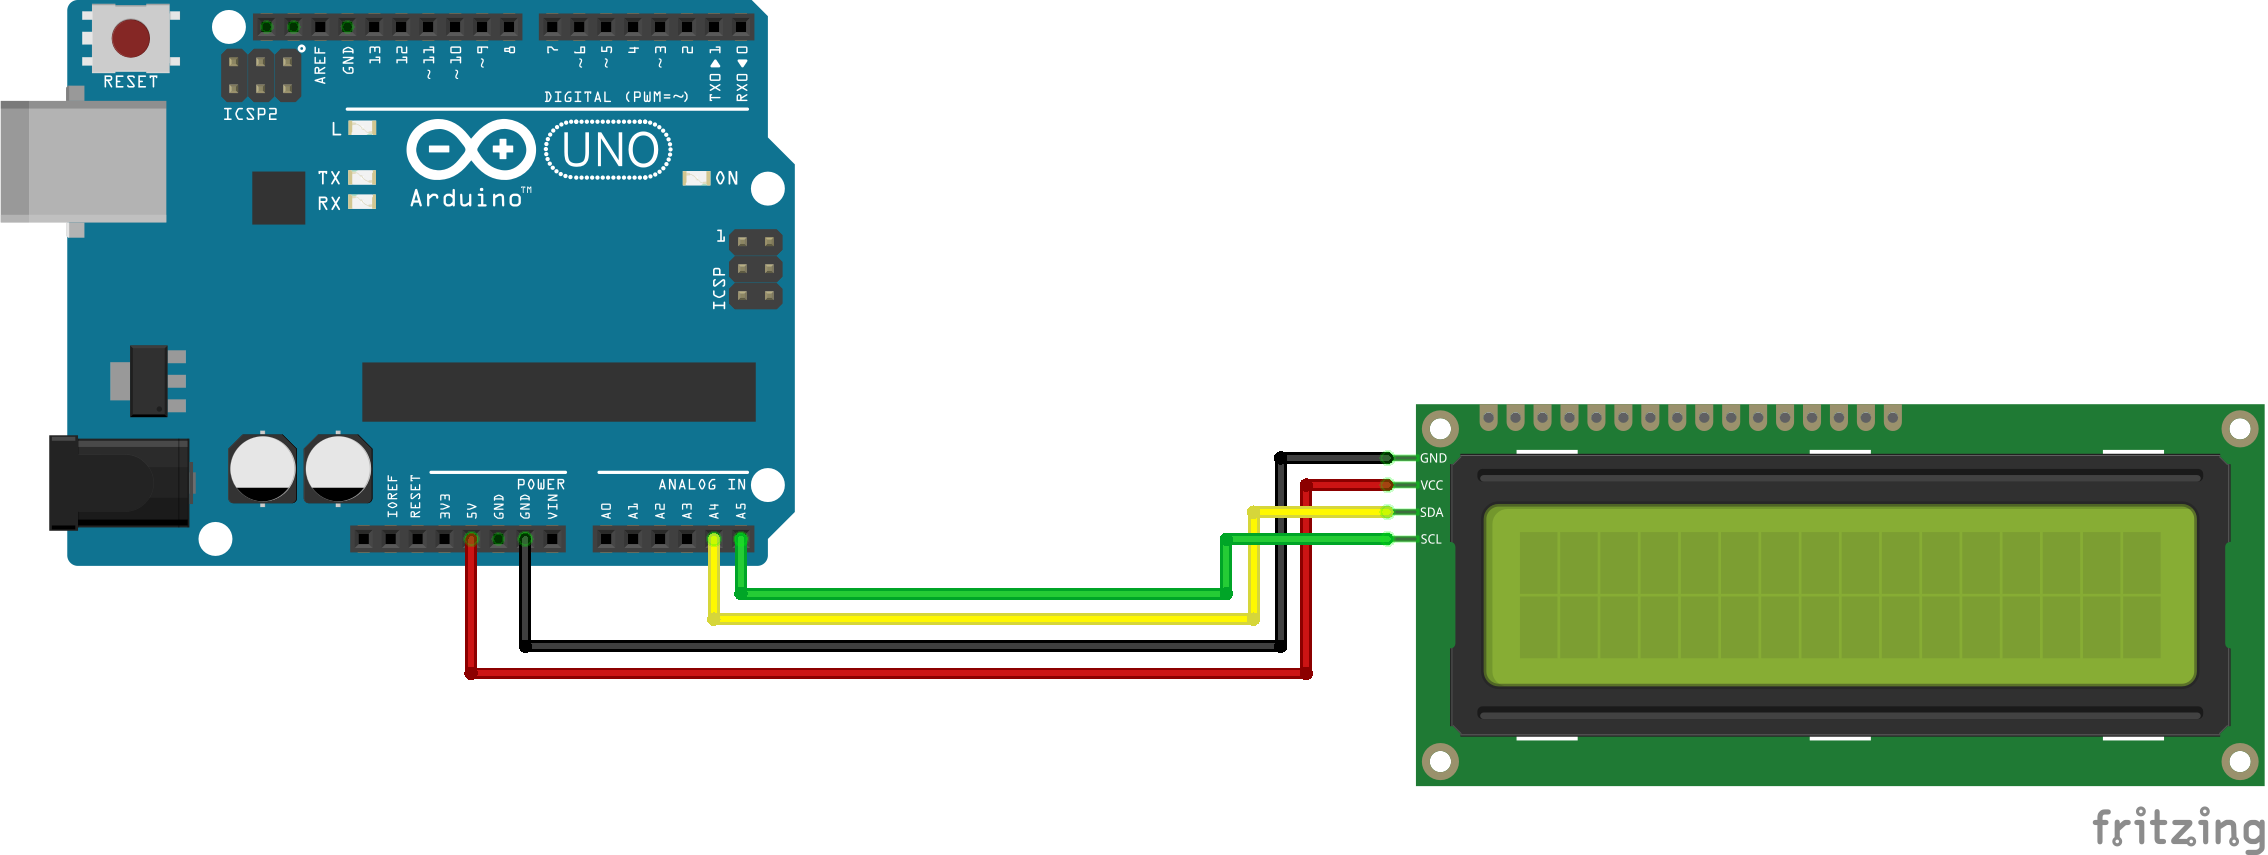 RESET
ICSP2
AREF
GND
13
12
~11
~10
~9
8
7
~6
~5
4
~3
2
TX0▶1
RX0◀0
DIGITAL (PWM=~)
L
TX
RX
UNO
Arduino™
ON
1
ICSP
POWER
ANALOG IN
IOREF
RESET
3V3
5V
GND
GND
VIN
A0
A1
A2
A3
A4
A5
GND
VCC
SDA
SCL
fritzing